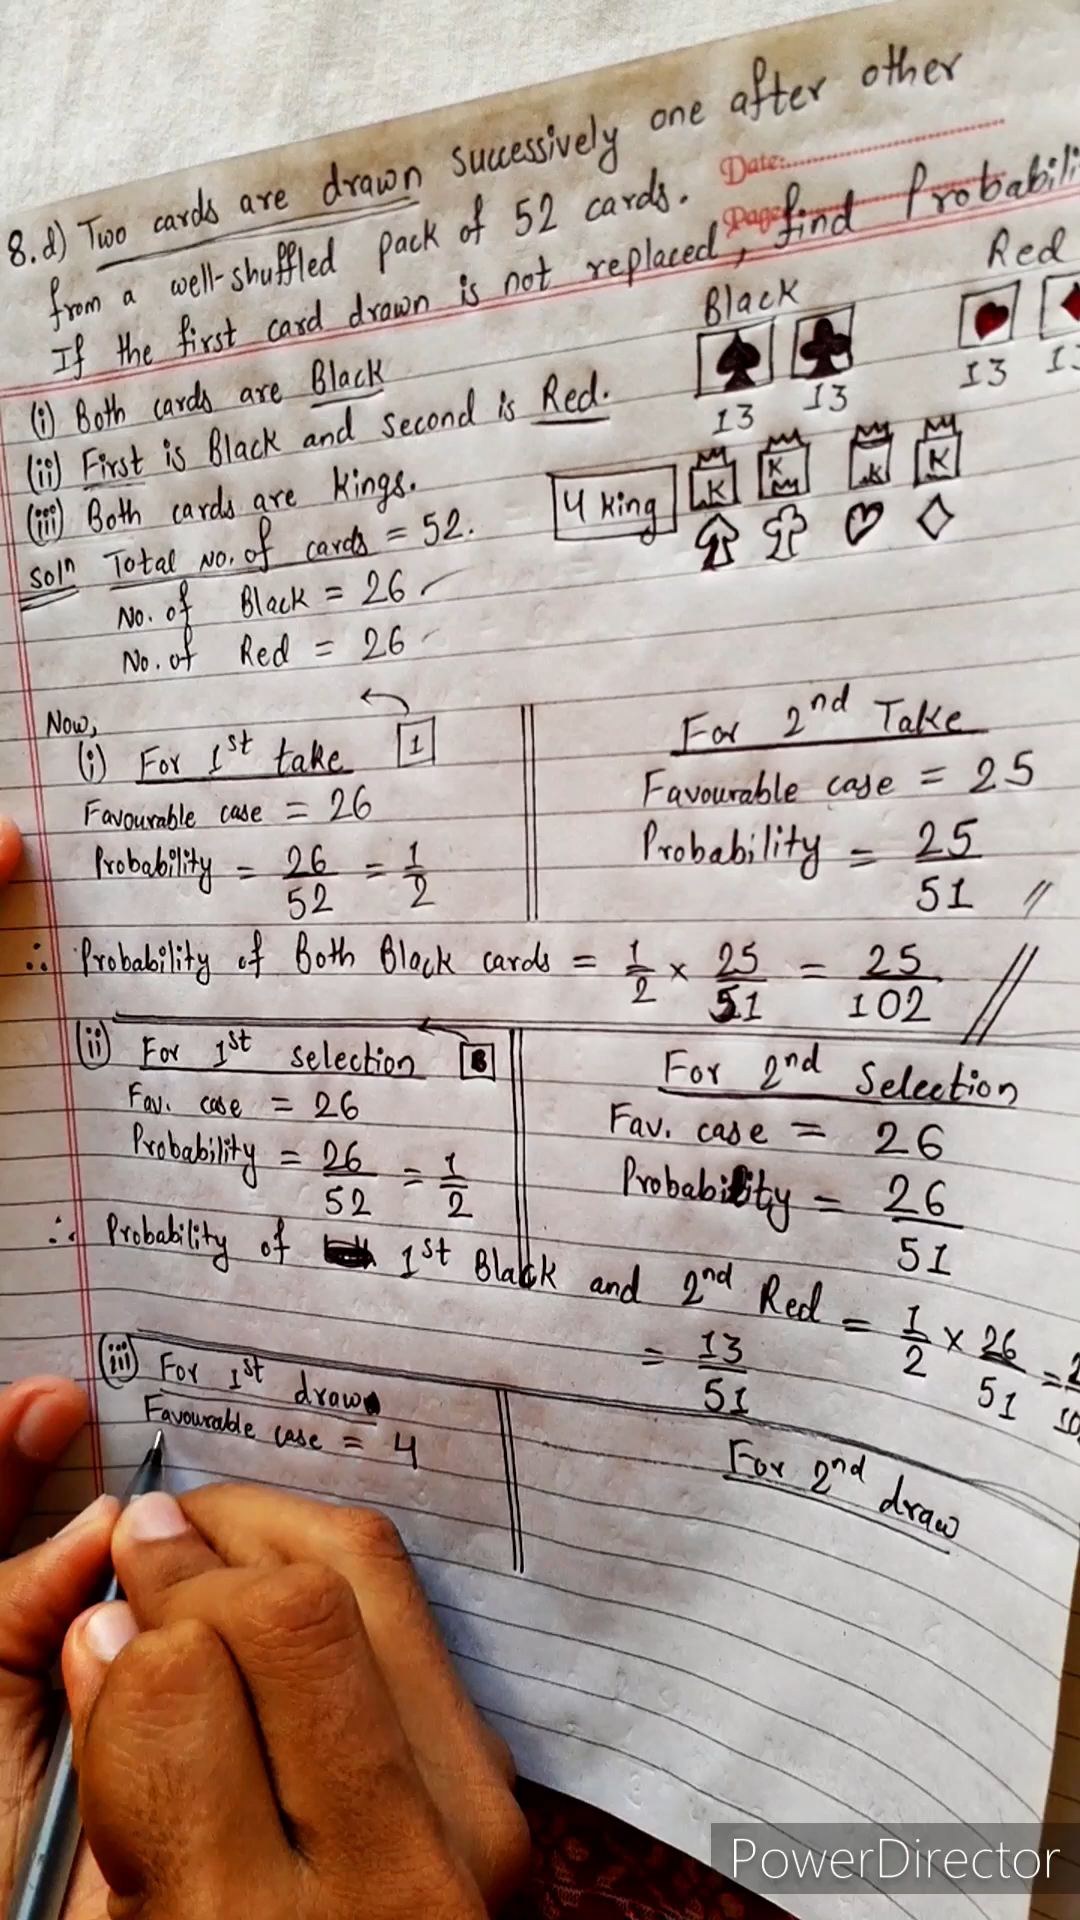 8.d) Two cards are drawn successively one after other
from a well-shuffled pack of 52 cards.
Date:
Page:
If the first card drawn is not replaced, find Probabili
Black
Red
13
13
13
(i) Both cards are Black
(ii) First is Black and second is Red.
(iii) Both cards are kings.
4 king
K
K
K
K
Soln Total No. of cards = 52.
No. of Black = 26
No. of Red = 26
Now,
(i) For 1st take
1
Favourable case = 26
Probability = 26/52 = 1/2
For 2nd Take
Favourable case = 25
Probability = 25/51
∴ Probability of Both Black cards = 1/2 × 25/51 = 25/102
(ii) For 1st selection
B
Fav. case = 26
Probability = 26/52 = 1/2
For 2nd Selection
Fav. case = 26
Probability = 26/51
∴ Probability of 1st Black and 2nd Red = 1/2 × 26/51 =
= 13/51
(iii) For 1st draw
Favourable case = 4
For 2nd draw
PowerDirector